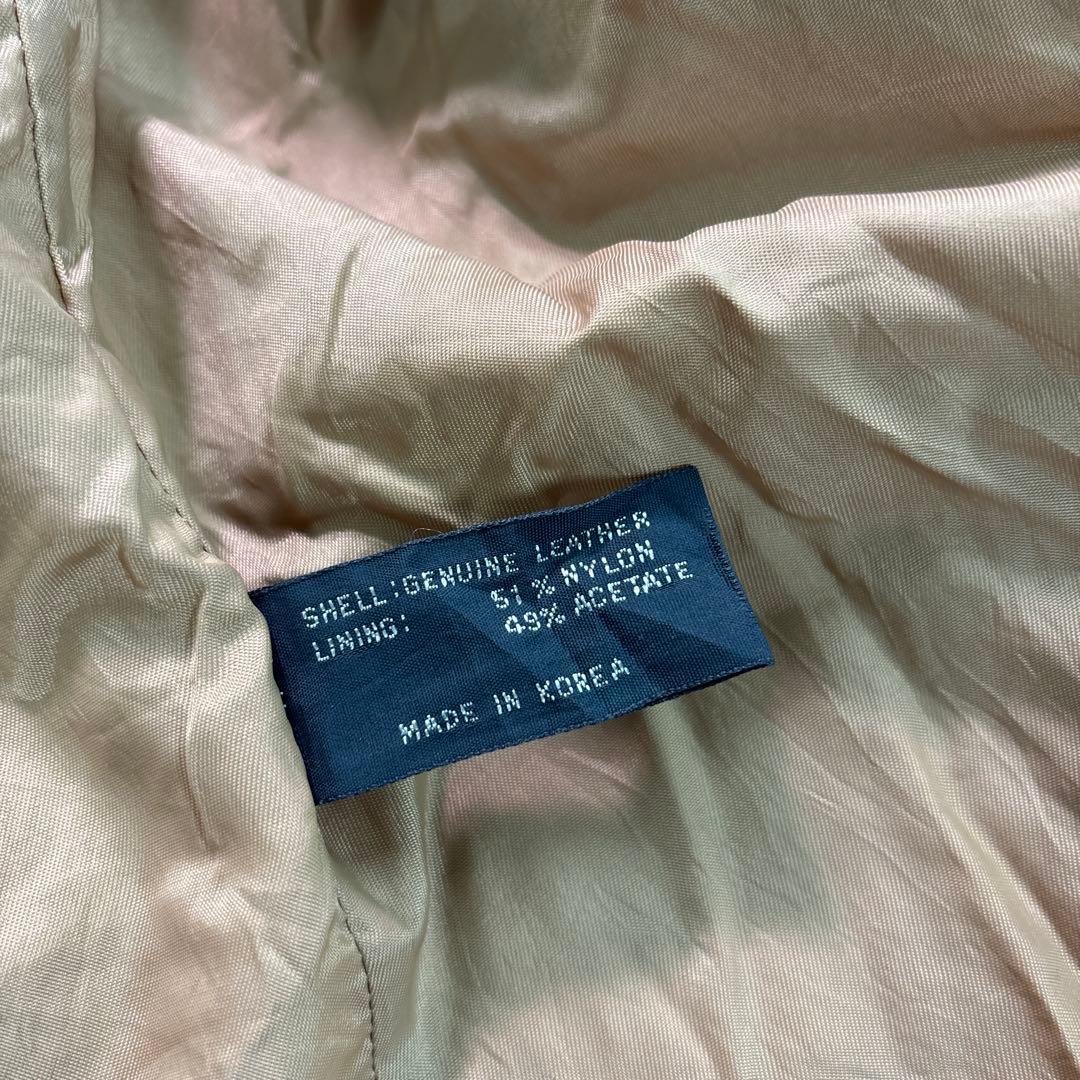 SHELL:GENUINE LEATHER
LINING: 51% NYLON
49% ACETATE
MADE IN KOREA